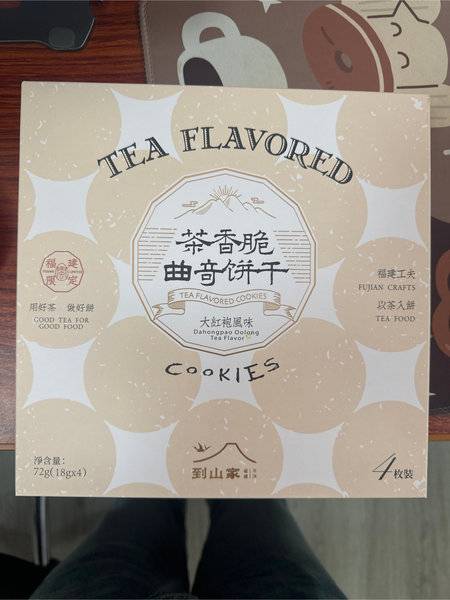 TEA FLAVORED
茶香脆
曲奇饼干
TEA FLAVORED COOKIES
大紅袍風味
Dahongpao Oolong
Tea Flavor
COOKIES
福建
限定
用好茶 做好餅
GOOD TEA FOR
GOOD FOOD
福建工夫
FUJIAN CRAFTS
以茶入餅
TEA FOOD
淨含量:
72g(18gx4)
到山家
4枚裝